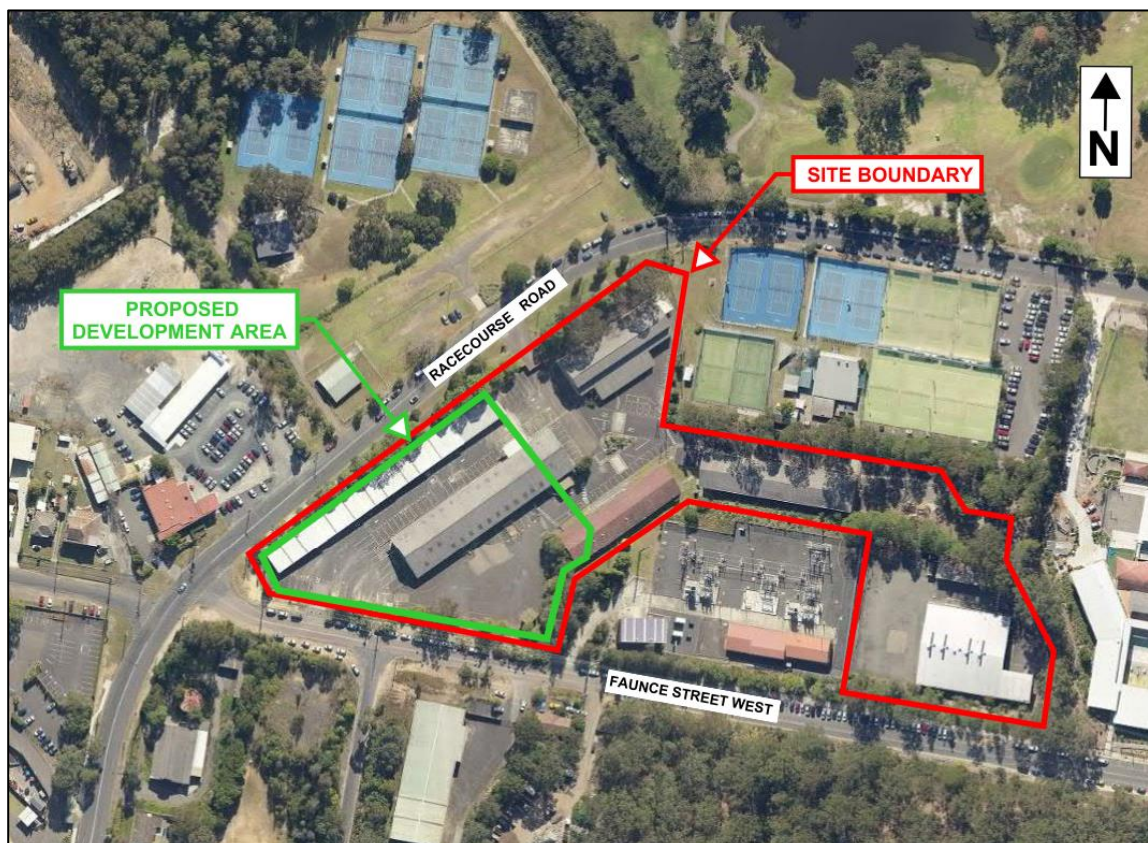 N
SITE BOUNDARY
PROPOSED
DEVELOPMENT AREA
RACECOURSE ROAD
FAUNCE STREET WEST